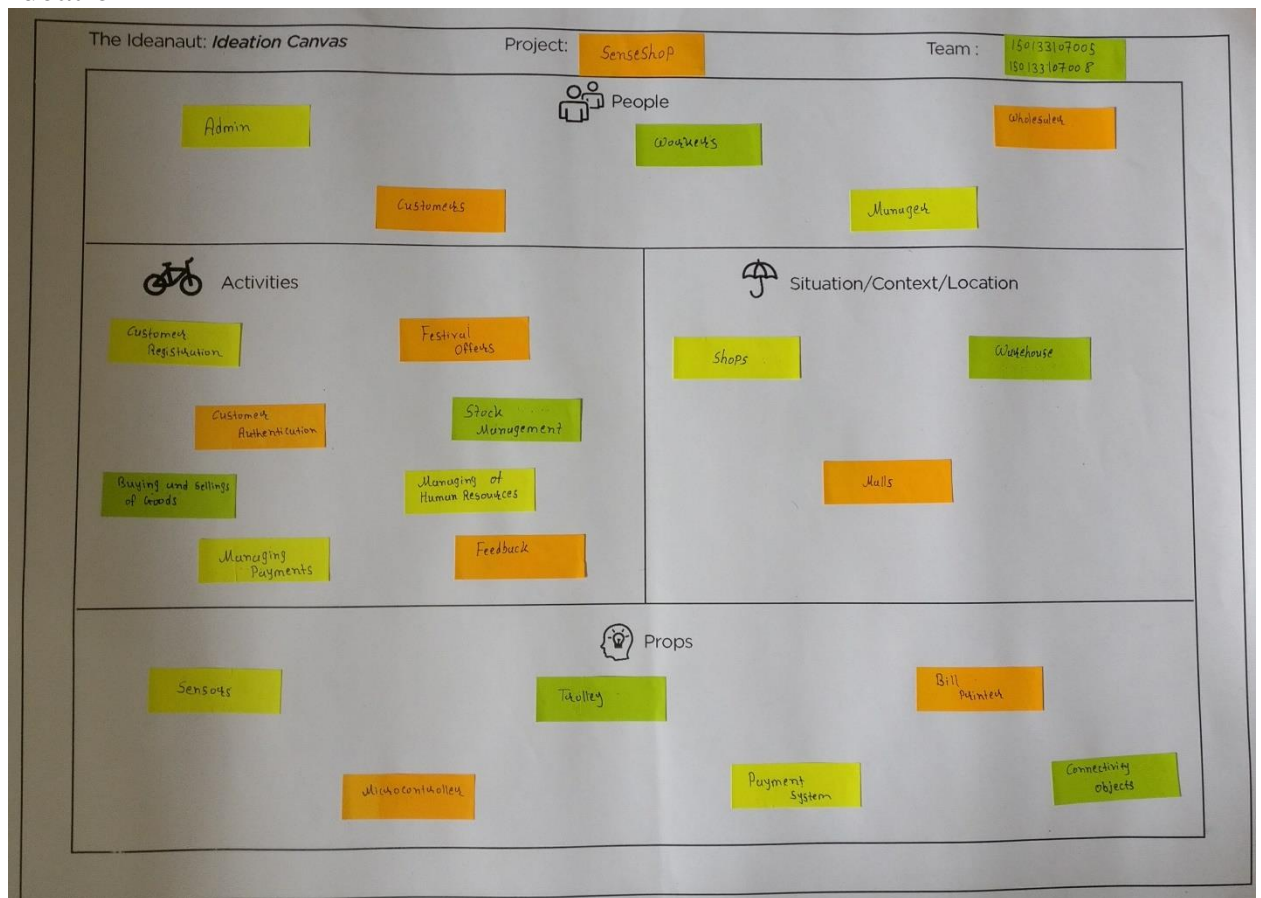 The Ideanaut: Ideation Canvas
Project:
SenseShop
Team :
150133107005
150133107008
People
Admin
Workers
Wholesaler
Customers
Manager
Activities
Customer
Registration
Festival
Offers
Customer
Authentication
Stock
Management
Buying and Sellings
of Goods
Managing of
Human Resources
Managing
Payments
Feedback
Situation/Context/Location
Shops
Warehouse
Malls
Props
Sensors
Trolley
Bill
Printer
Microcontroller
Payment
System
Connectivity
objects